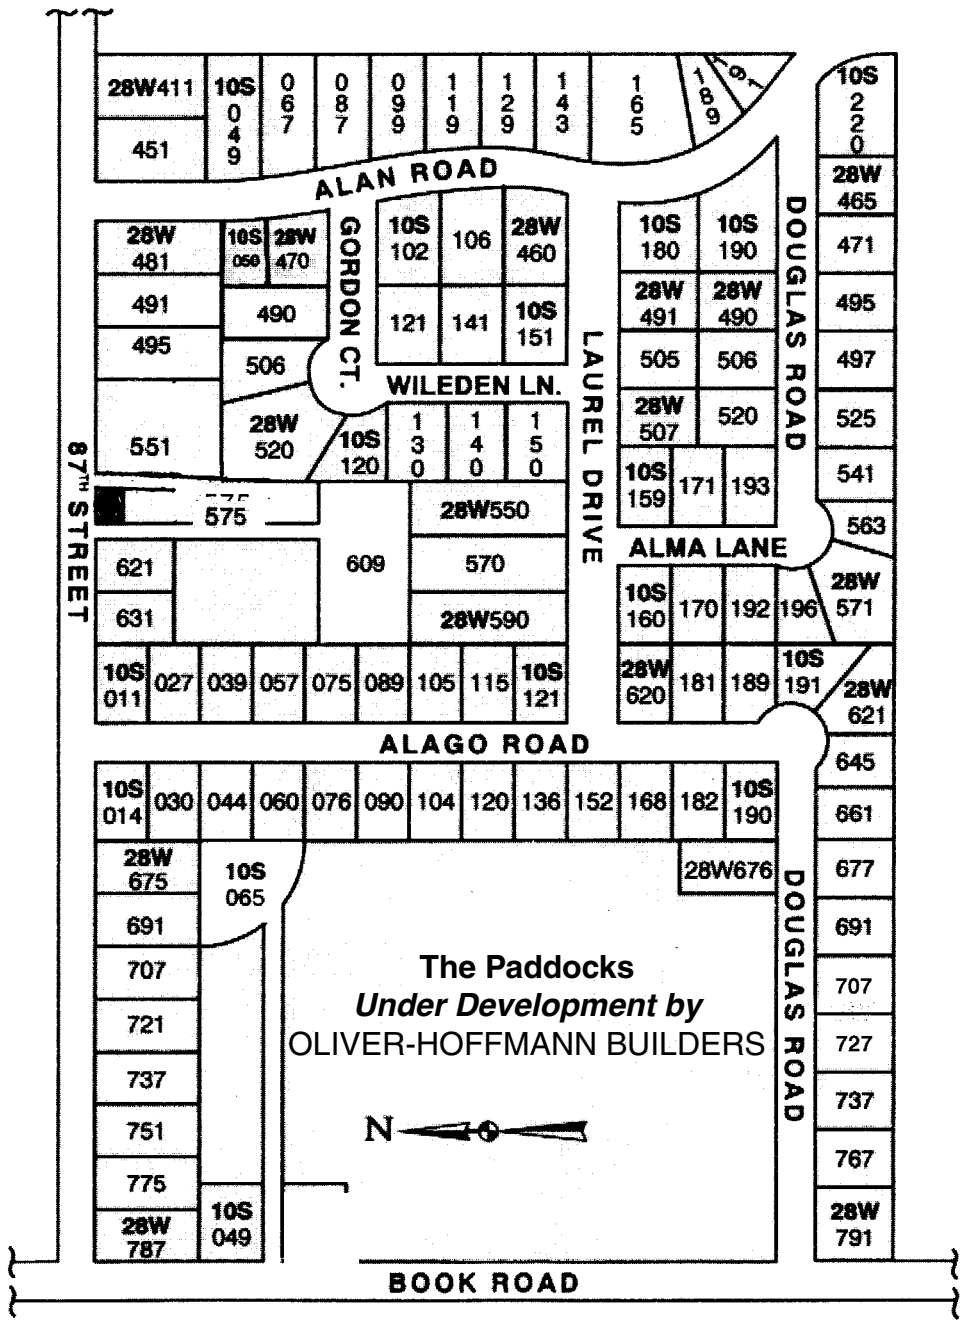 28W411
451
10S
049
067
087
099
119
129
143
165
189
191
10S
220
ALAN ROAD
28W
465
28W
481
10S
050
28W
470
GORDON CT.
10S
102
106
28W
460
10S
180
10S
190
DOUGLAS ROAD
471
491
490
121
141
10S
151
28W
491
28W
490
495
495
506
WILEDEN LN.
LAUREL DRIVE
505
506
497
551
28W
520
10S
120
130
140
150
28W
507
520
525
87TH STREET
10S
159
171
193
541
575
575
28W550
563
621
609
570
ALMA LANE
631
28W590
10S
160
170
192
196
28W
571
10S
011
027
039
057
075
089
105
115
10S
121
28W
620
181
189
10S
191
28W
621
ALAGO ROAD
645
10S
014
030
044
060
076
090
104
120
136
152
168
182
10S
190
661
28W
675
10S
065
28W676
677
691
DOUGLAS ROAD
691
707
The Paddocks
Under Development by
OLIVER-HOFFMANN BUILDERS
707
721
727
737
737
751
N
767
775
28W
787
10S
049
28W
791
BOOK ROAD